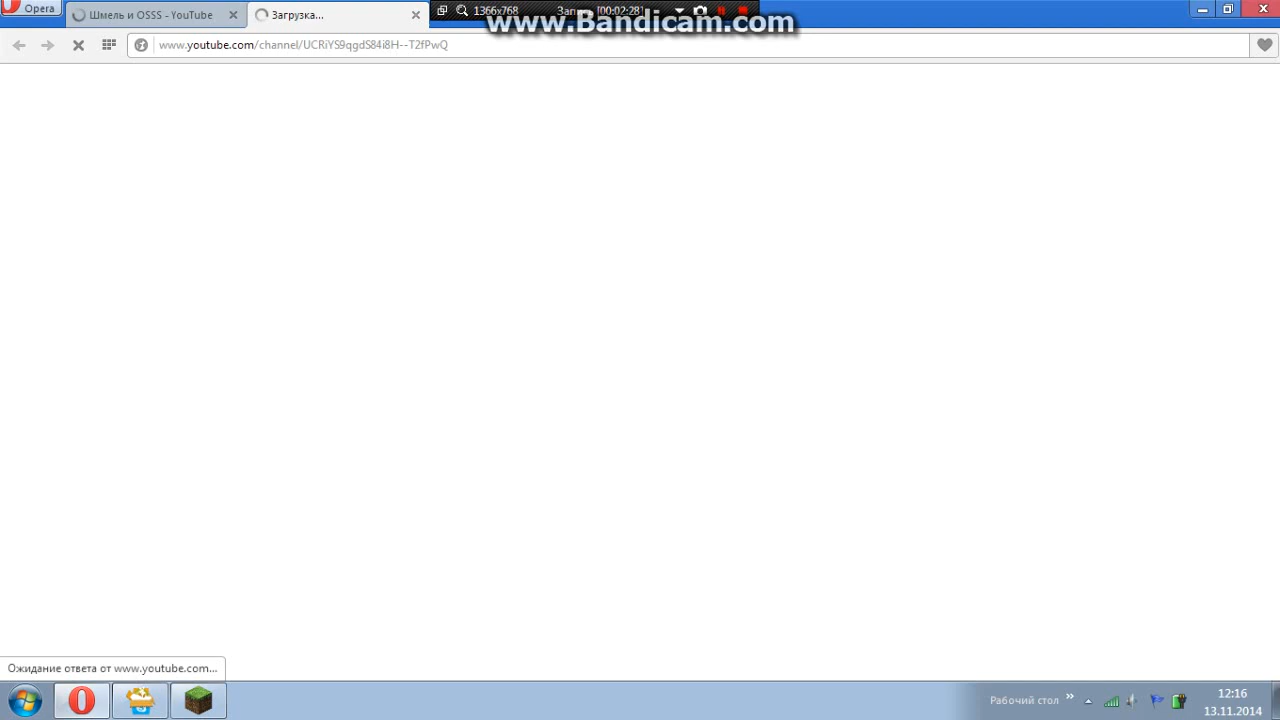 Opera
Шмель и OSSS - YouTube
Загрузка...
1366x768
[00:02:28]
www.Bandicam.com
www.youtube.com/channel/UCRiYS9qgdS84i8H--T2fPwQ
Ожидание ответа от www.youtube.com...
Рабочий стол
12:16
13.11.2014